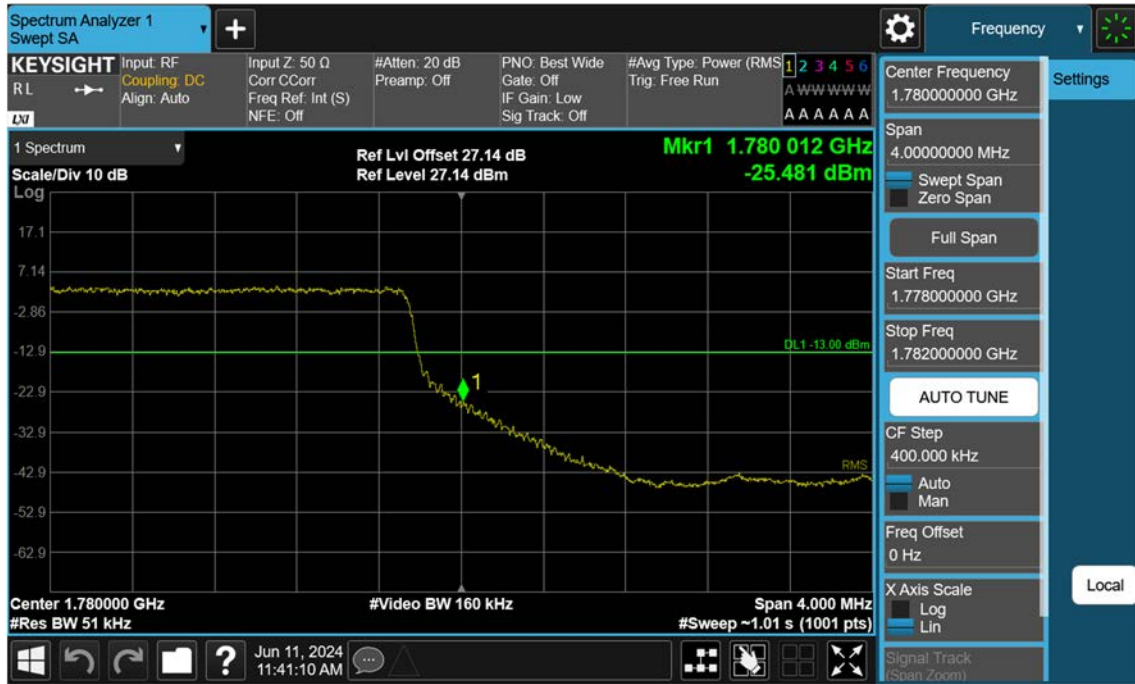 Spectrum Analyzer 1
Swept SA
Frequency
KEYSIGHT
RL
LXI
Input: RF
Coupling: DC
Align: Auto
Input Z: 50 Ω
Corr CCorr
Freq Ref: Int (S)
NFE: Off
#Atten: 20 dB
Preamp: Off
PNO: Best Wide
Gate: Off
IF Gain: Low
Sig Track: Off
#Avg Type: Power (RMS
Trig: Free Run
1 2 3 4 5 6
A W W W W W
A A A A A A
1 Spectrum
Scale/Div 10 dB
Log
Ref Lvl Offset 27.14 dB
Ref Level 27.14 dBm
Mkr1 1.780 012 GHz
-25.481 dBm
17.1
7.14
-2.86
-12.9
-22.9
-32.9
-42.9
-52.9
-62.9
DL1 -13.00 dBm
1
RMS
Center 1.780000 GHz
#Res BW 51 kHz
#Video BW 160 kHz
Span 4.000 MHz
#Sweep ~1.01 s (1001 pts)
Center Frequency
1.780000000 GHz
Span
4.00000000 MHz
Swept Span
Zero Span
Full Span
Start Freq
1.778000000 GHz
Stop Freq
1.782000000 GHz
AUTO TUNE
CF Step
400.000 kHz
Auto
Man
Freq Offset
0 Hz
X Axis Scale
Log
Lin
Signal Track
(Span Zoom)
Settings
Local
?
Jun 11, 2024
11:41:10 AM